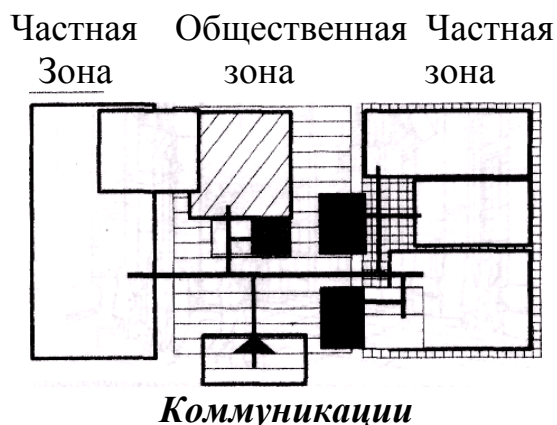 Частная Общественная Частная
Зона зона зона
Коммуникации